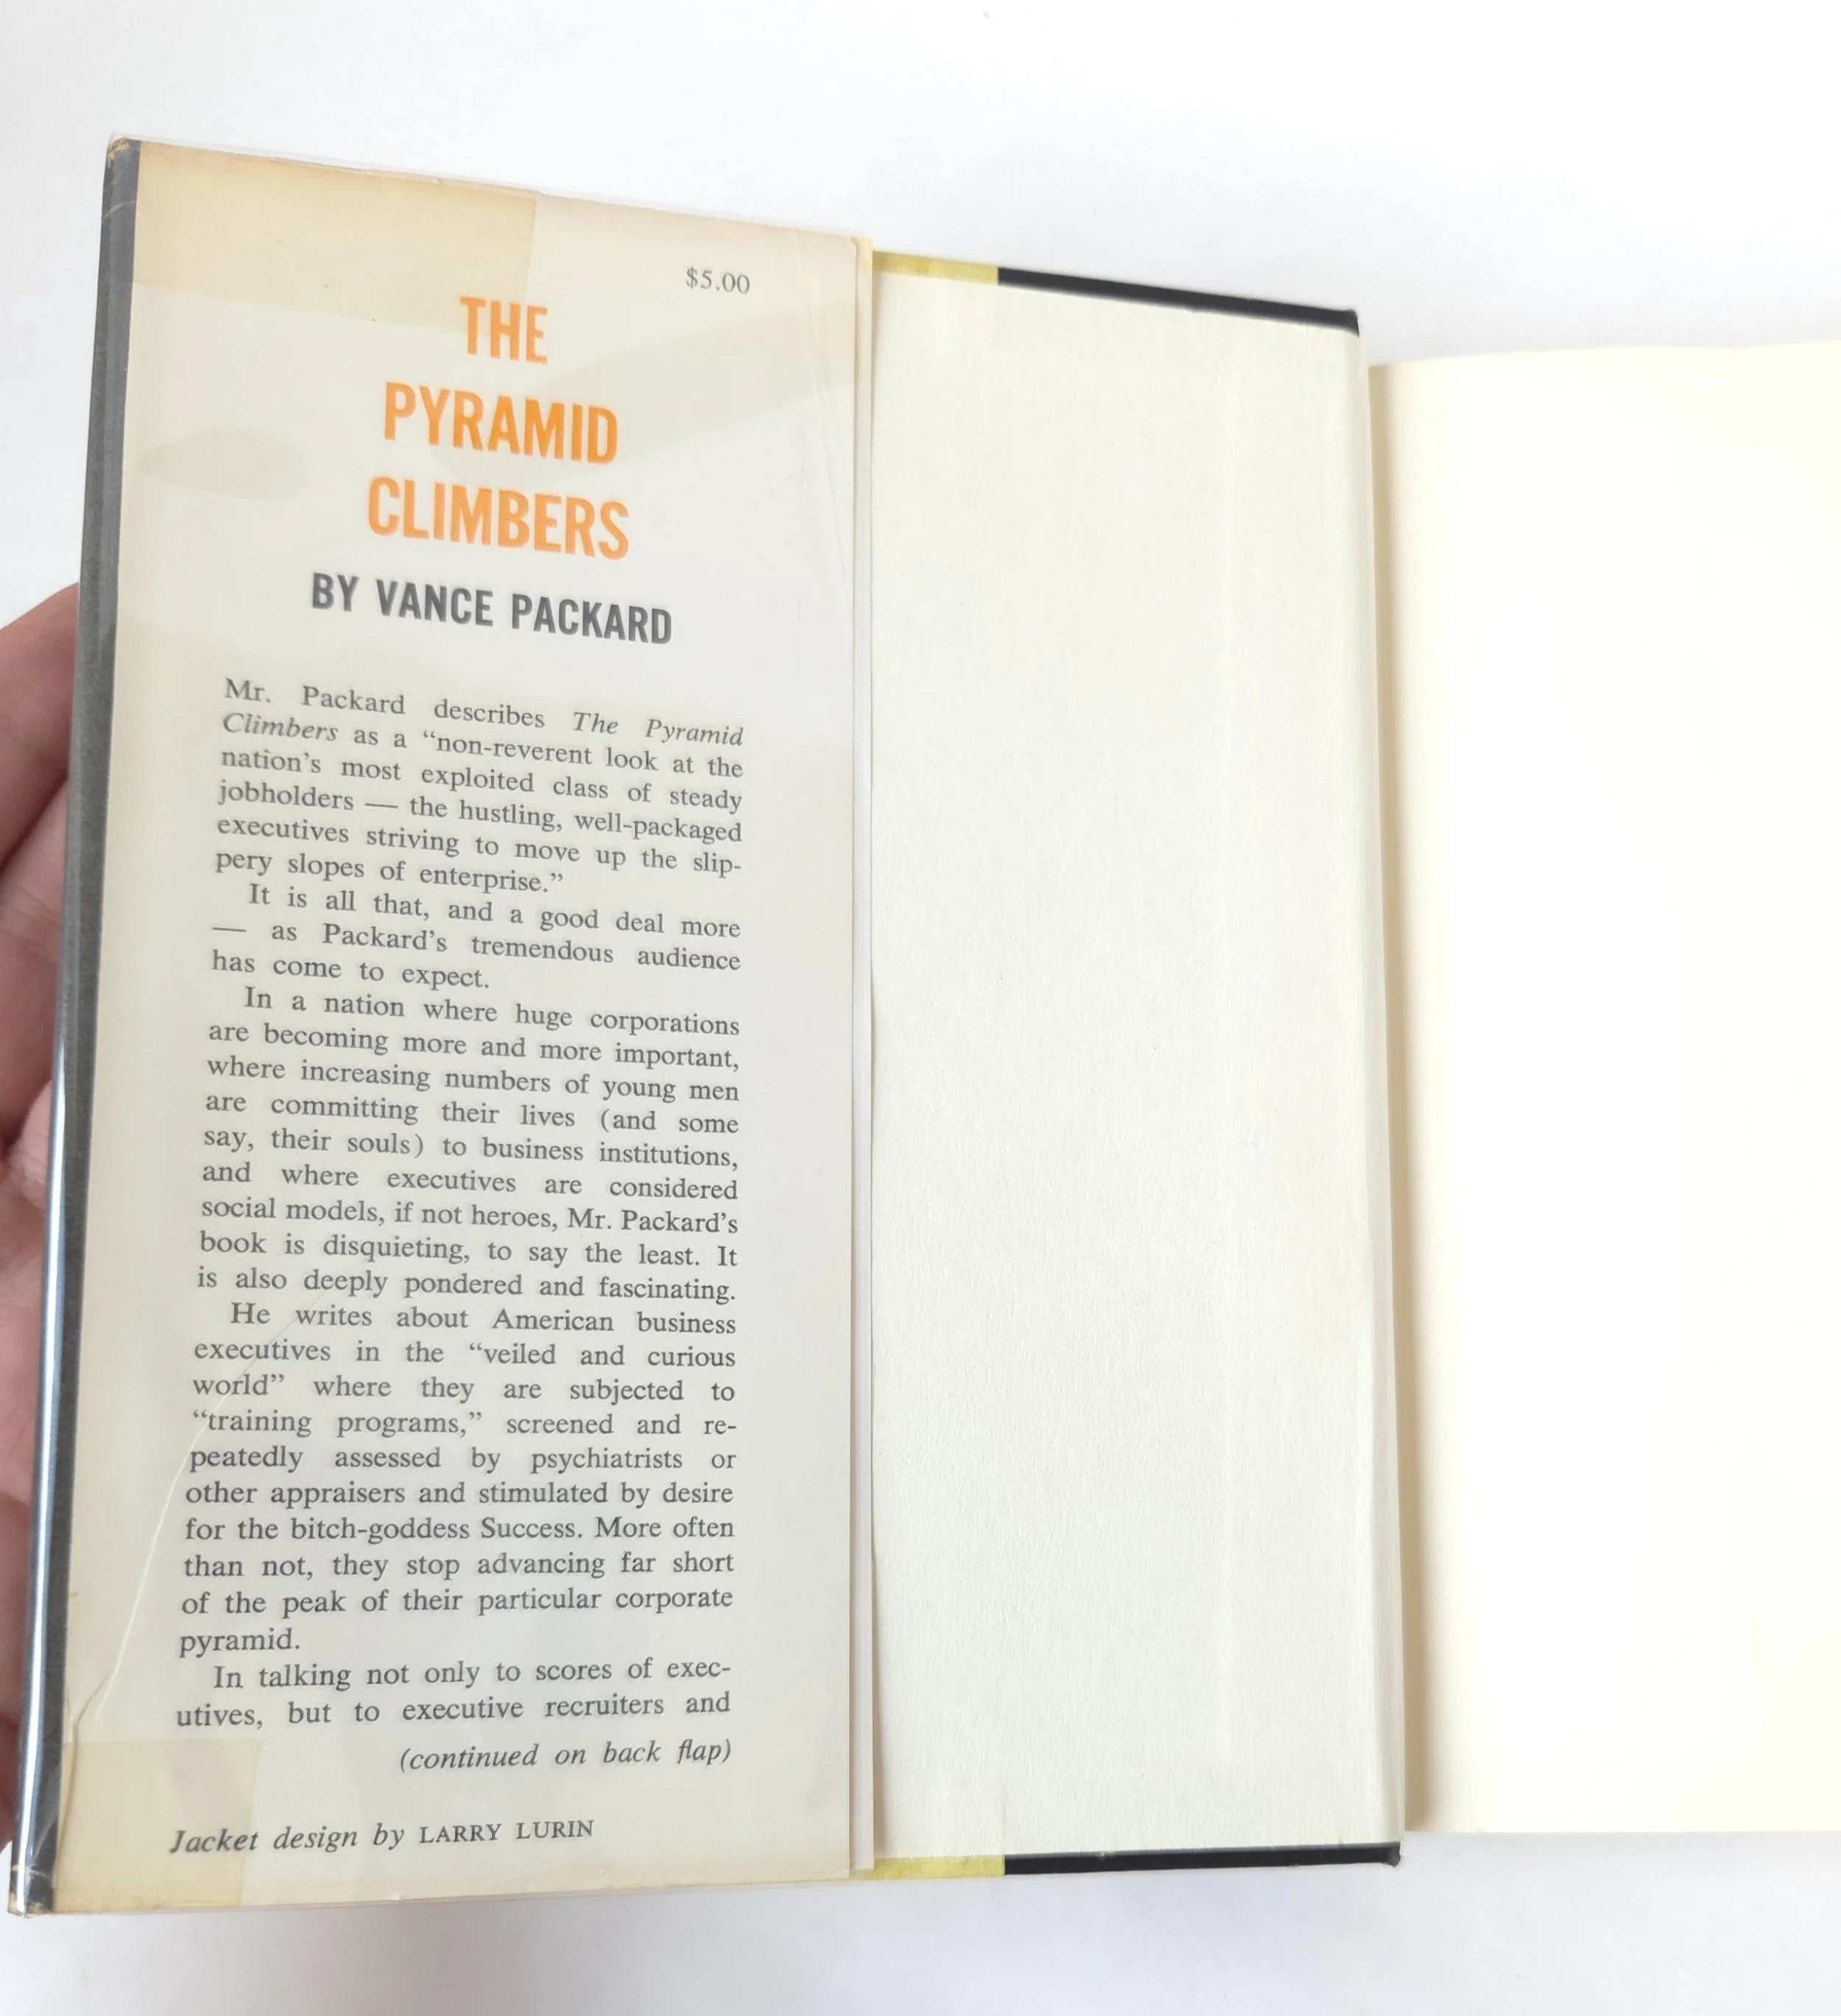 $5.00
THE
PYRAMID
CLIMBERS
BY VANCE PACKARD
Mr. Packard describes The Pyramid
Climbers as a “non-reverent look at the
nation’s most exploited class of steady
jobholders — the hustling, well-packaged
executives striving to move up the slip-
pery slopes of enterprise.”
It is all that, and a good deal more
— as Packard’s tremendous audience
has come to expect.
In a nation where huge corporations
are becoming more and more important,
where increasing numbers of young men
are committing their lives (and some
say, their souls) to business institutions,
and where executives are considered
social models, if not heroes, Mr. Packard’s
book is disquieting, to say the least. It
is also deeply pondered and fascinating.
He writes about American business
executives in the “veiled and curious
world” where they are subjected to
“training programs,” screened and re-
peatedly assessed by psychiatrists or
other appraisers and stimulated by desire
for the bitch-goddess Success. More often
than not, they stop advancing far short
of the peak of their particular corporate
pyramid.
In talking not only to scores of exec-
utives, but to executive recruiters and
(continued on back flap)
Jacket design by LARRY LURIN